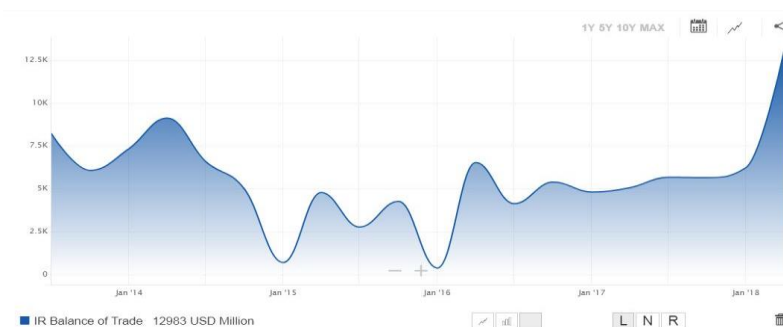 1Y 5Y 10Y MAX
12.5K
10K
7.5K
5K
2.5K
0
Jan '14 Jan '15 Jan '16 Jan '17 Jan '18
IR Balance of Trade 12983 USD Million
L N R